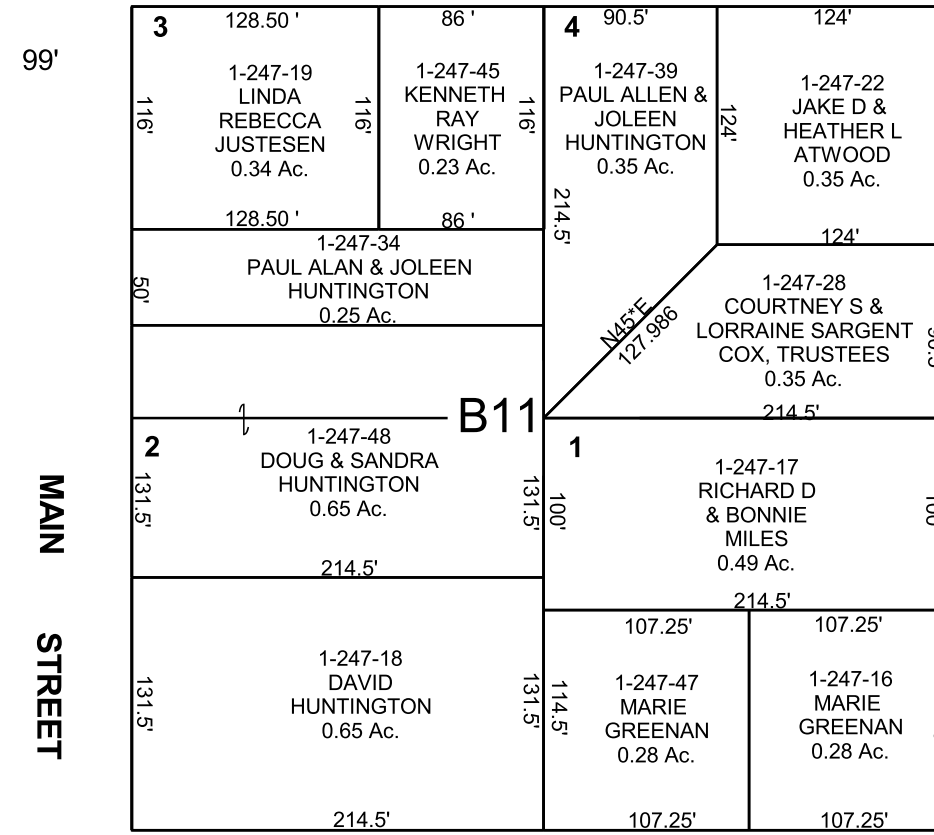 99'
3
128.50 '
1-247-19
LINDA
REBECCA
JUSTESEN
0.34 Ac.
116'
116'
128.50 '
86 '
1-247-45
KENNETH
RAY
WRIGHT
0.23 Ac.
116'
86 '
4
90.5'
1-247-39
PAUL ALLEN &
JOLEEN
HUNTINGTON
0.35 Ac.
214.5'
124'
124'
1-247-22
JAKE D &
HEATHER L
ATWOOD
0.35 Ac.
124'
1-247-34
PAUL ALAN & JOLEEN
HUNTINGTON
0.25 Ac.
50'
N45*E
127.986
1-247-28
COURTNEY S &
LORRAINE SARGENT
COX, TRUSTEES
0.35 Ac.
214.5'
B11
2
1-247-48
DOUG & SANDRA
HUNTINGTON
0.65 Ac.
131.5'
131.5'
214.5'
1
1-247-17
RICHARD D
& BONNIE
MILES
0.49 Ac.
100'
100
214.5'
MAIN
STREET
1-247-18
DAVID
HUNTINGTON
0.65 Ac.
131.5'
131.5'
214.5'
107.25'
1-247-47
MARIE
GREENAN
0.28 Ac.
114.5'
107.25'
107.25'
1-247-16
MARIE
GREENAN
0.28 Ac.
107.25'